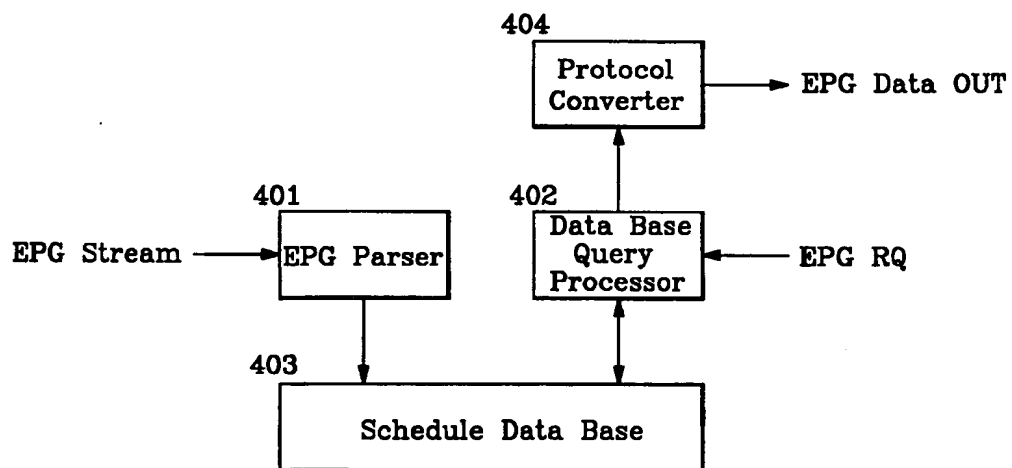 404
Protocol
Converter
EPG Data OUT
401
402
EPG Stream
EPG Parser
Data Base
Query
Processor
EPG RQ
403
Schedule Data Base